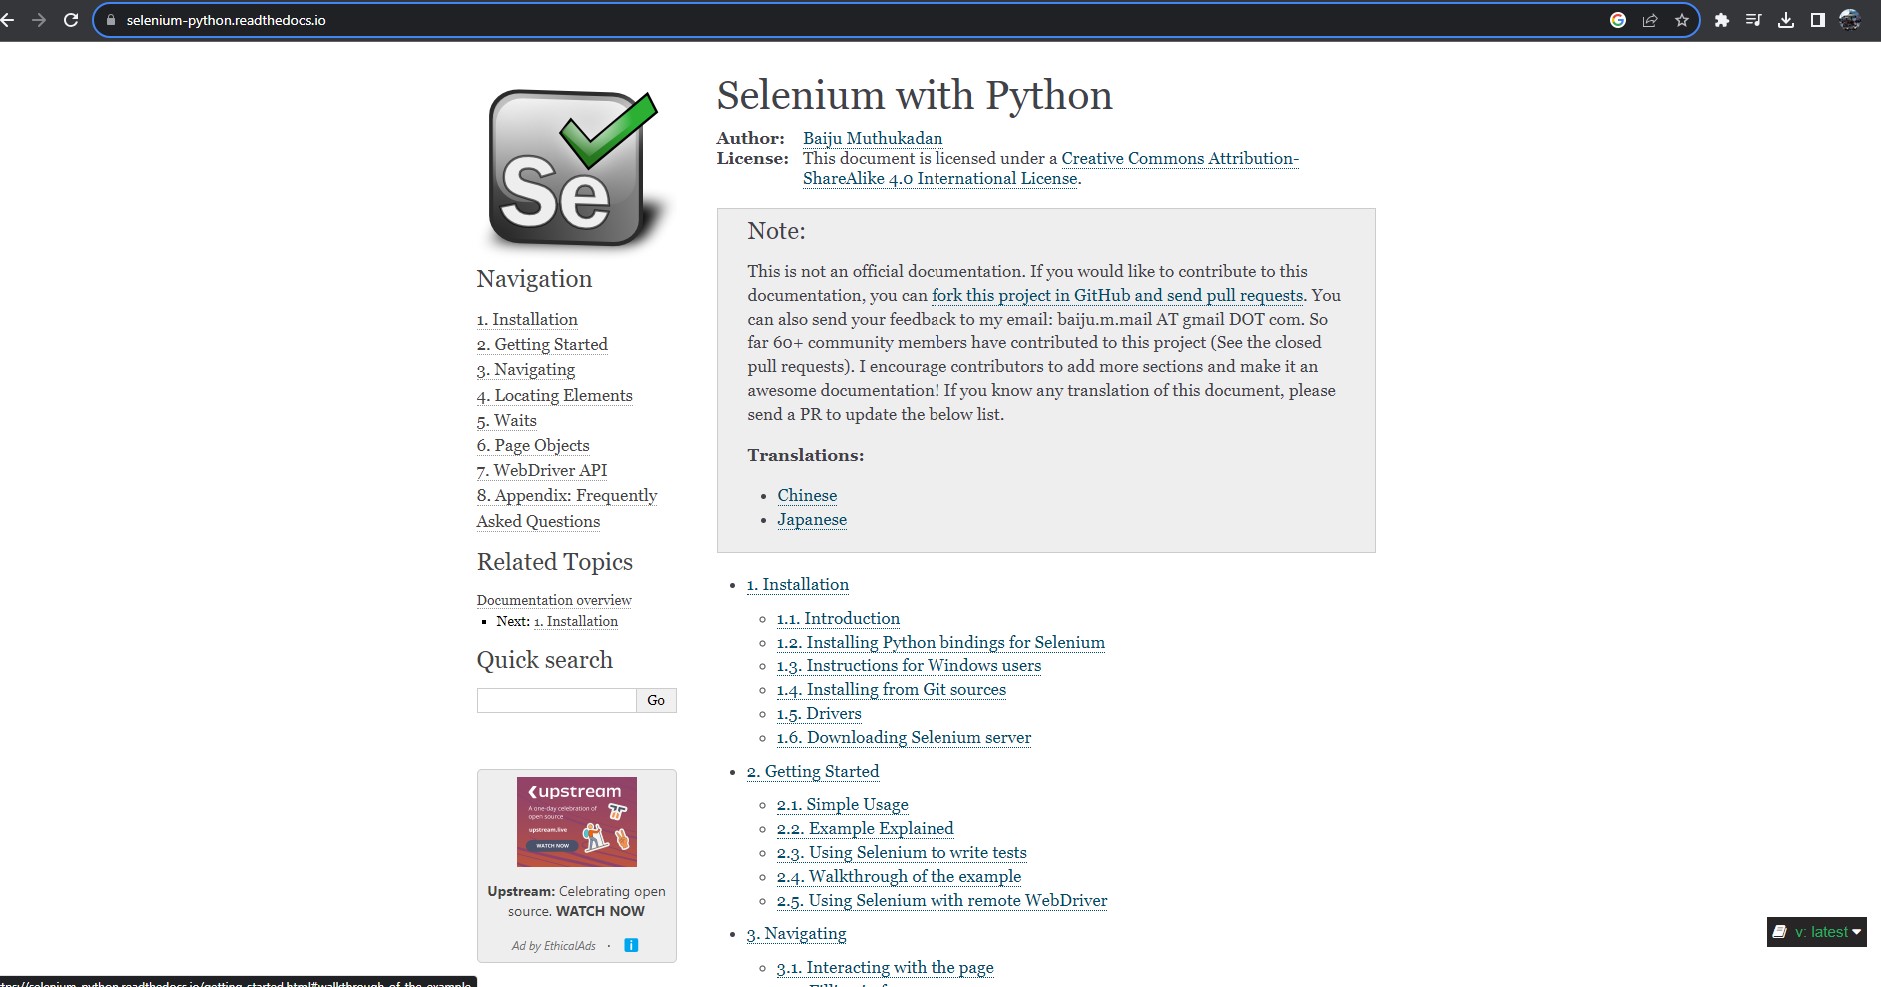 selenium-python.readthedocs.io
Se
Navigation
1. Installation
2. Getting Started
3. Navigating
4. Locating Elements
5. Waits
6. Page Objects
7. WebDriver API
8. Appendix: Frequently
Asked Questions
Related Topics
Documentation overview
Next: 1. Installation
Quick search
Go
upstream
A one-day celebration of
open source
upstream.live
WATCH NOW
Upstream: Celebrating open
source. WATCH NOW
Ad by EthicalAds · i
Selenium with Python
Author: Baiju Muthukadan
License: This document is licensed under a Creative Commons Attribution-
ShareAlike 4.0 International License.
Note:
This is not an official documentation. If you would like to contribute to this
documentation, you can fork this project in GitHub and send pull requests. You
can also send your feedback to my email: baiju.m.mail AT gmail DOT com. So
far 60+ community members have contributed to this project (See the closed
pull requests). I encourage contributors to add more sections and make it an
awesome documentation! If you know any translation of this document, please
send a PR to update the below list.
Translations:
• Chinese
• Japanese
• 1. Installation
1.1. Introduction
1.2. Installing Python bindings for Selenium
1.3. Instructions for Windows users
1.4. Installing from Git sources
1.5. Drivers
1.6. Downloading Selenium server
• 2. Getting Started
2.1. Simple Usage
2.2. Example Explained
2.3. Using Selenium to write tests
2.4. Walkthrough of the example
2.5. Using Selenium with remote WebDriver
• 3. Navigating
3.1. Interacting with the page
v: latest